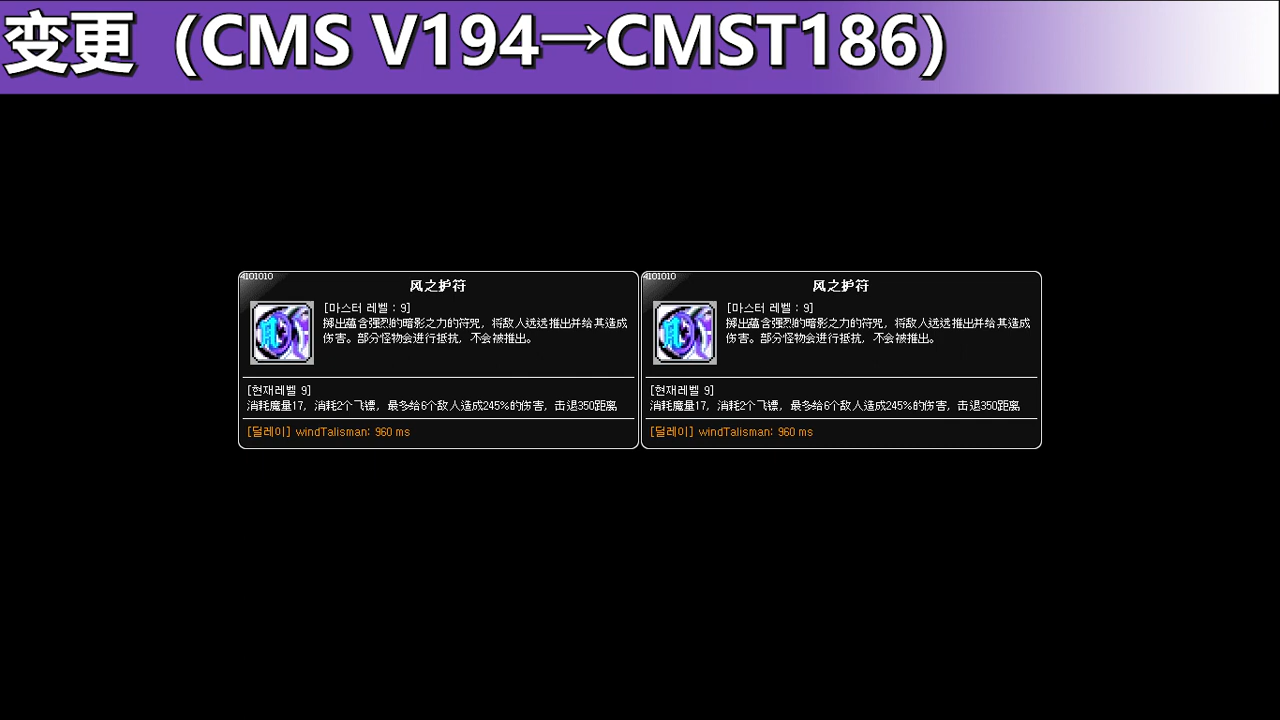 变更（CMS V194→CMST186）
4101010
风之护符
[마스터 레벨 : 9]
掷出蕴含强烈的暗影之力的符咒，将敌人远远推出并给其造成
伤害。部分怪物会进行抵抗，不会被推出。
[현재레벨 9]
消耗魔量17，消耗2个飞镖，最多给6个敌人造成245%的伤害，击退350距离
[딜레이] windTalisman: 960 ms
4101010
风之护符
[마스터 레벨 : 9]
掷出蕴含强烈的暗影之力的符咒，将敌人远远推出并给其造成
伤害。部分怪物会进行抵抗，不会被推出。
[현재레벨 9]
消耗魔量17，消耗2个飞镖，最多给6个敌人造成245%的伤害，击退350距离
[딜레이] windTalisman: 960 ms